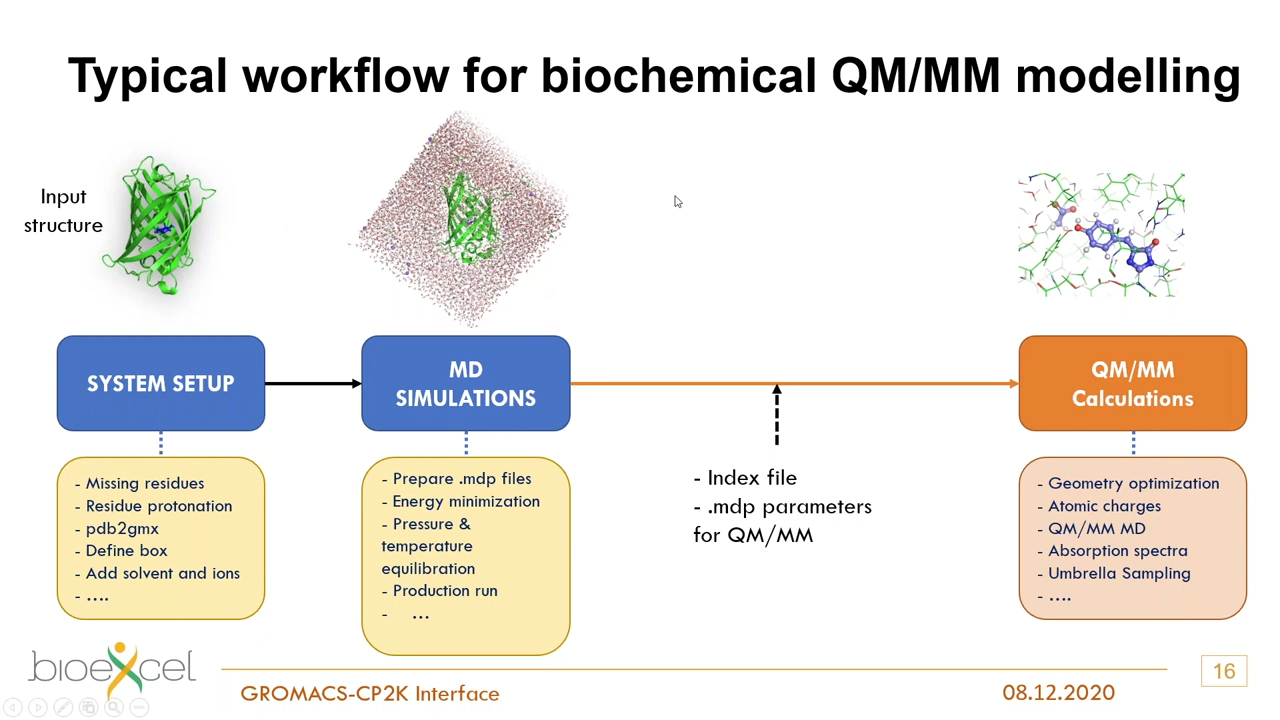 Typical workflow for biochemical QM/MM modelling
Input
structure
SYSTEM SETUP
MD
SIMULATIONS
QM/MM
Calculations
- Missing residues
- Residue protonation
- pdb2gmx
- Define box
- Add solvent and ions
- ....
- Prepare .mdp files
- Energy minimization
- Pressure &
temperature
equilibration
- Production run
- ...
- Index file
- .mdp parameters
for QM/MM
- Geometry optimization
- Atomic charges
- QM/MM MD
- Absorption spectra
- Umbrella Sampling
- ....
bioexcel
GROMACS-CP2K Interface
08.12.2020
16